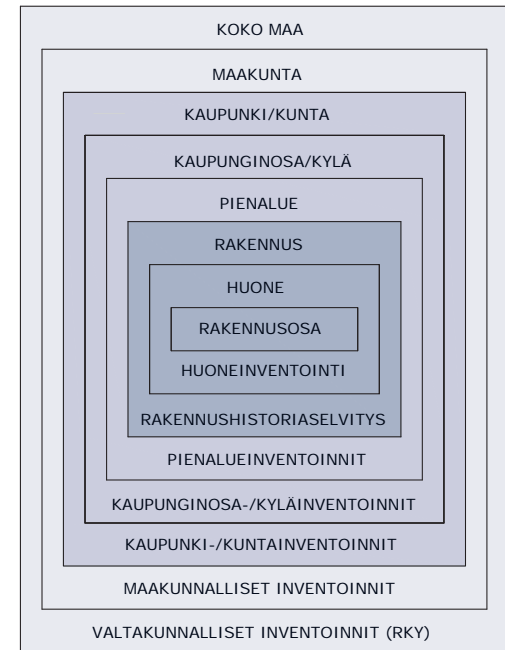 KOKO MAA
MAAKUNTA
KAUPUNKI/KUNTA
KAUPUNGINOSA/KYLÄ
PIENALUE
RAKENNUS
HUONE
RAKENNUSOSA
HUONEINVENTOINTI
RAKENNUSHISTORIASELVITYS
PIENALUEINVENTOINNIT
KAUPUNGINOSA-/KYLÄINVENTOINNIT
KAUPUNKI-/KUNTAINVENTOINNIT
MAAKUNNALLISET INVENTOINNIT
VALTAKUNNALLISET INVENTOINNIT (RKY)